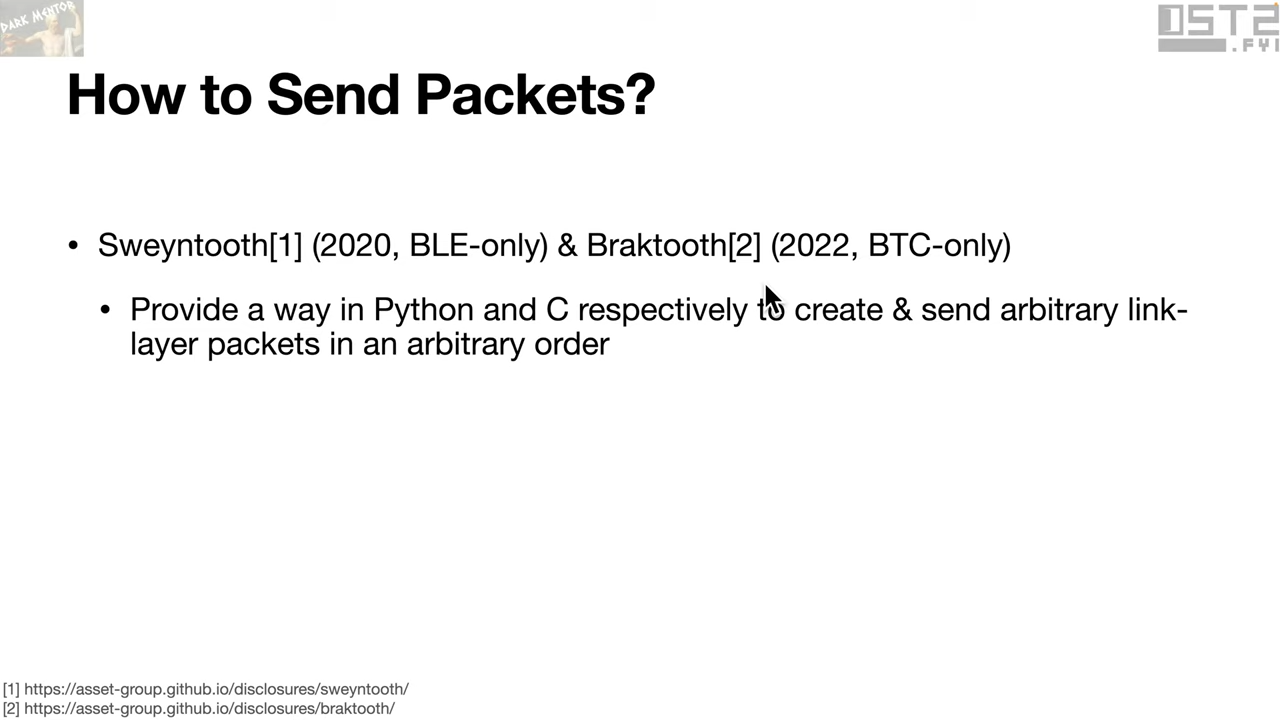 DARK MENTOR
OST2
.FYI
How to Send Packets?
• Sweyntooth[1] (2020, BLE-only) & Braktooth[2] (2022, BTC-only)
• Provide a way in Python and C respectively to create & send arbitrary link-
layer packets in an arbitrary order
[1] https://asset-group.github.io/disclosures/sweyntooth/
[2] https://asset-group.github.io/disclosures/braktooth/